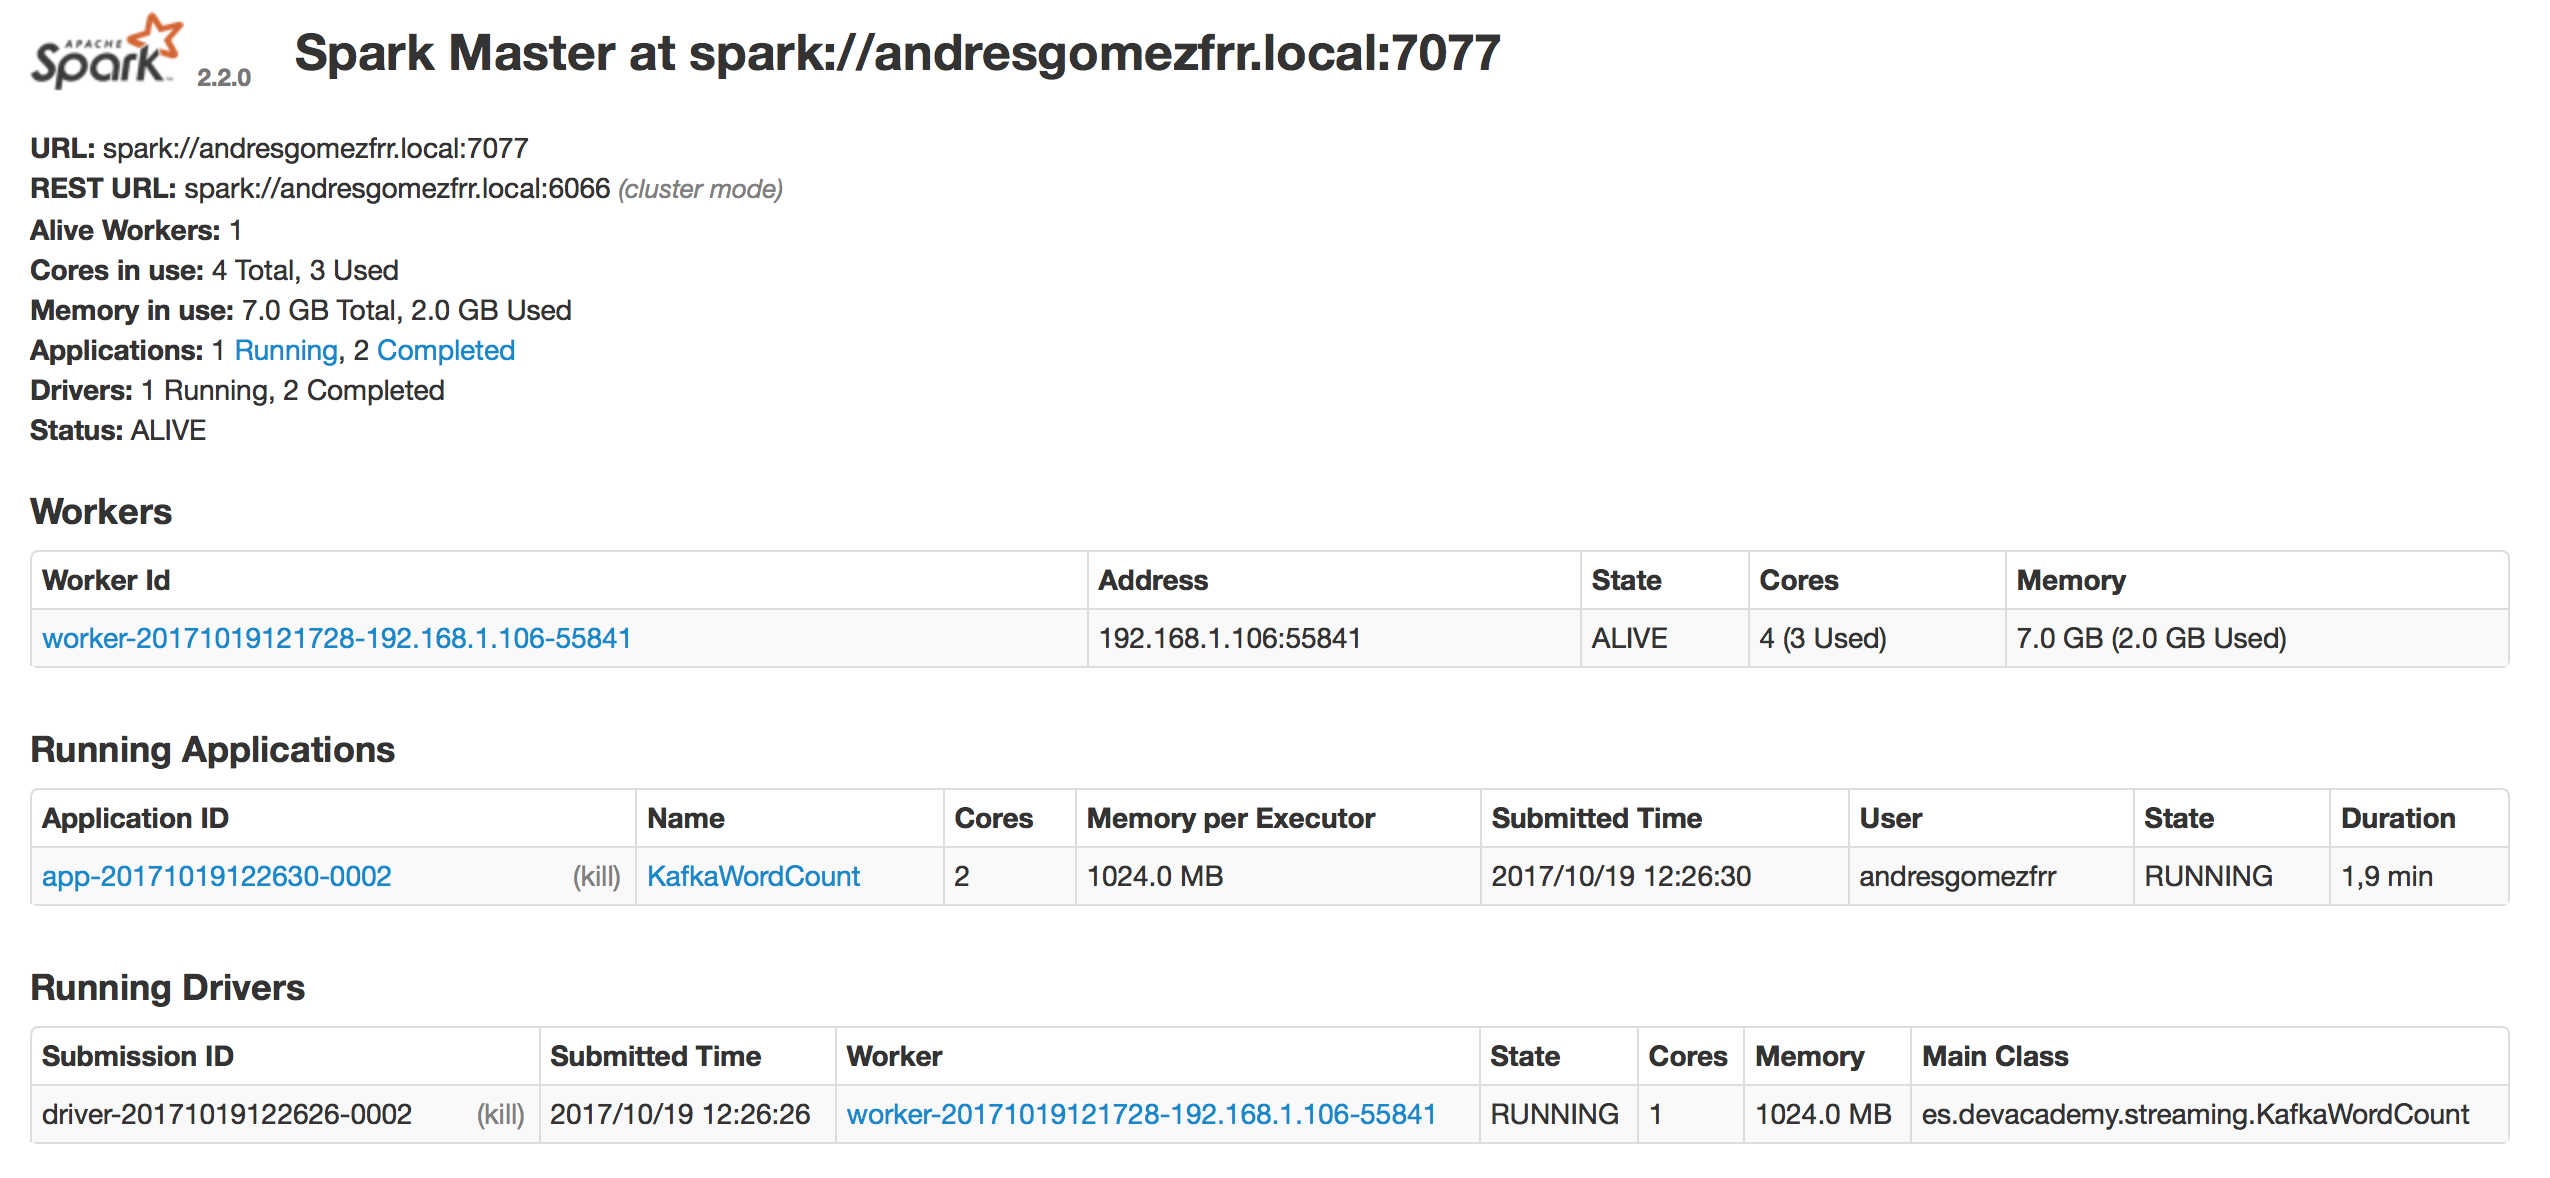 APACHE
Spark™ 2.2.0 Spark Master at spark://andresgomezfrr.local:7077
URL: spark://andresgomezfrr.local:7077
REST URL: spark://andresgomezfrr.local:6066 (cluster mode)
Alive Workers: 1
Cores in use: 4 Total, 3 Used
Memory in use: 7.0 GB Total, 2.0 GB Used
Applications: 1 Running, 2 Completed
Drivers: 1 Running, 2 Completed
Status: ALIVE
Workers
Worker Id Address State Cores Memory
worker-20171019121728-192.168.1.106-55841 192.168.1.106:55841 ALIVE 4 (3 Used) 7.0 GB (2.0 GB Used)
Running Applications
Application ID Name Cores Memory per Executor Submitted Time User State Duration
app-20171019122630-0002 (kill) KafkaWordCount 2 1024.0 MB 2017/10/19 12:26:30 andresgomezfrr RUNNING 1,9 min
Running Drivers
Submission ID Submitted Time Worker State Cores Memory Main Class
driver-20171019122626-0002 (kill) 2017/10/19 12:26:26 worker-20171019121728-192.168.1.106-55841 RUNNING 1 1024.0 MB es.devacademy.streaming.KafkaWordCount